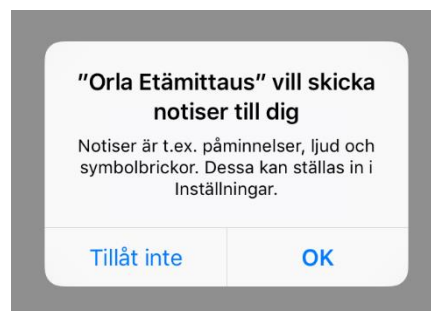 ”Orla Etämittaus” vill skicka
notiser till dig
Notiser är t.ex. påminnelser, ljud och
symbolbrickor. Dessa kan ställas in i
Inställningar.
Tillåt inte
OK